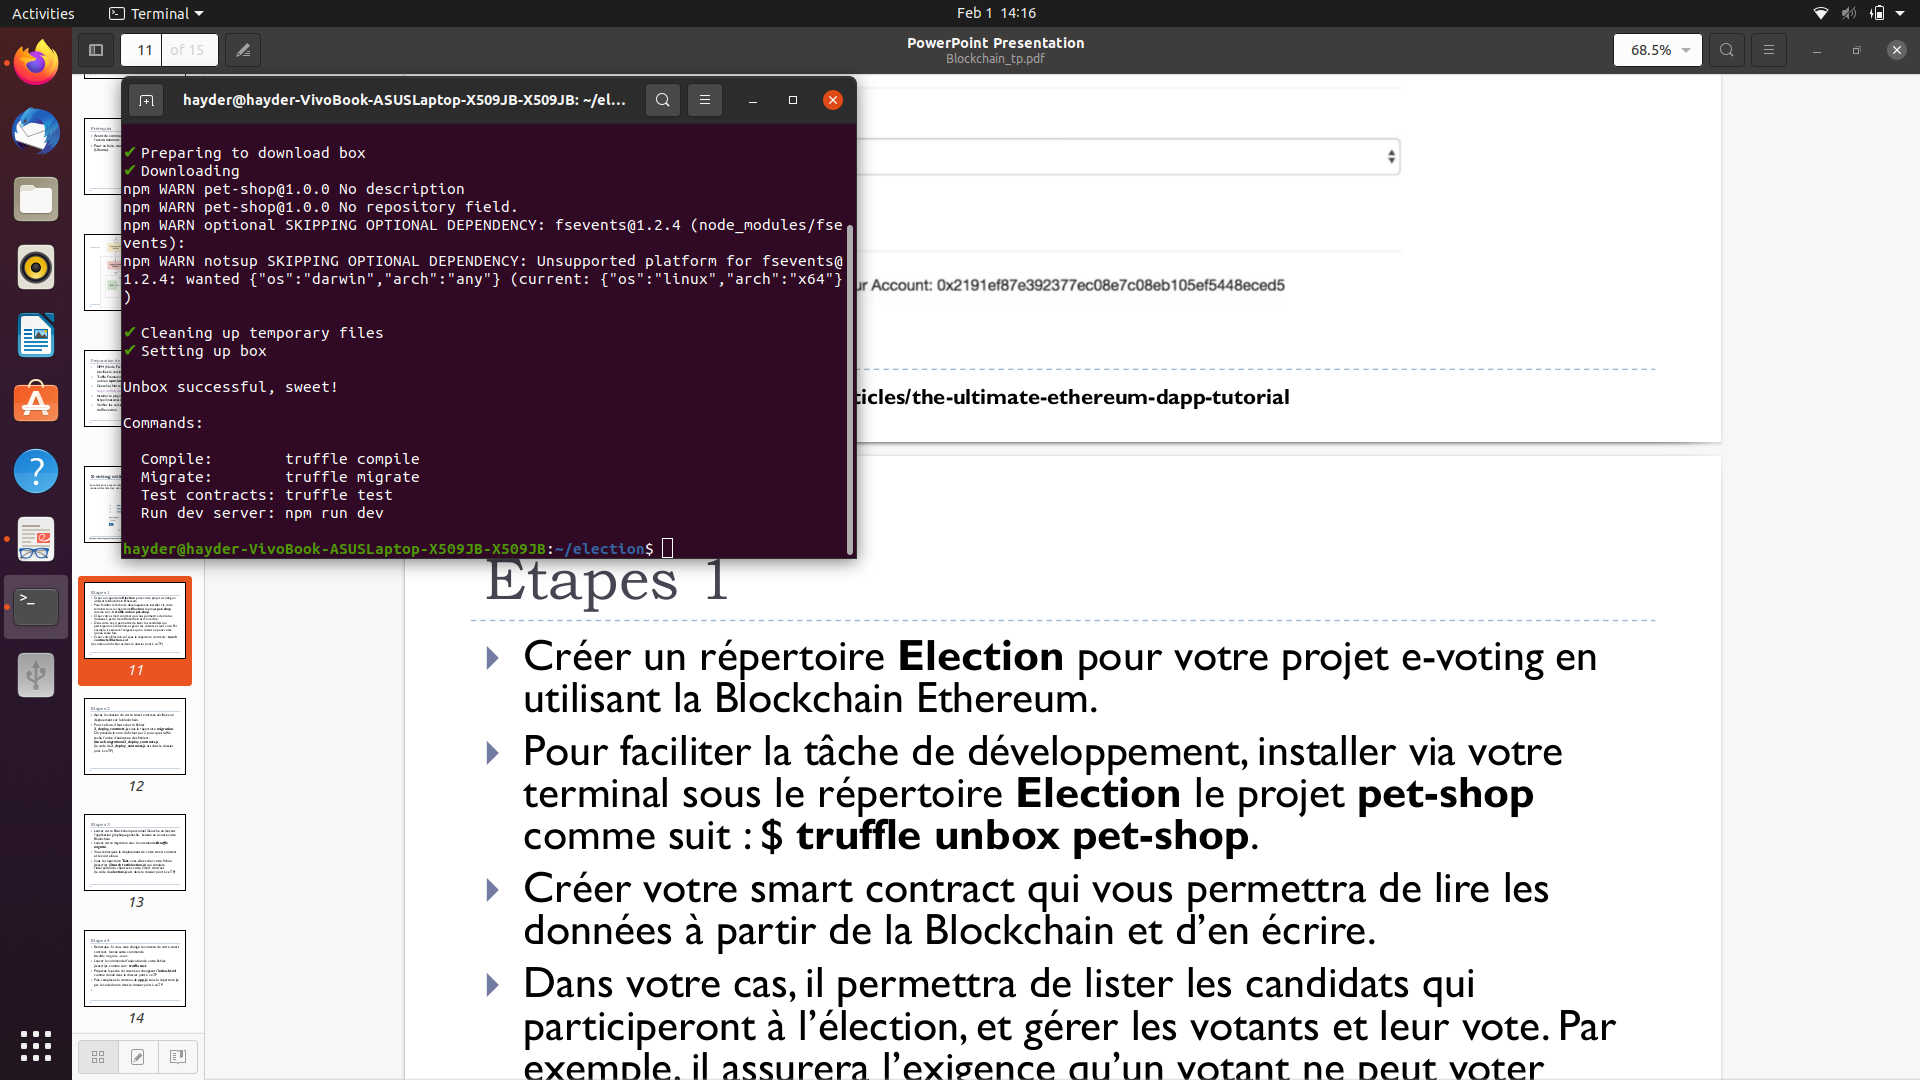 Activities
Terminal
Feb 1 14:16
11 of 15
PowerPoint Presentation
Blockchain_tp.pdf
68.5%
hayder@hayder-VivoBook-ASUSLaptop-X509JB-X509JB: ~/el...
✔ Preparing to download box
✔ Downloading
npm WARN pet-shop@1.0.0 No description
npm WARN pet-shop@1.0.0 No repository field.
npm WARN optional SKIPPING OPTIONAL DEPENDENCY: fsevents@1.2.4 (node_modules/fse
vents):
npm WARN notsup SKIPPING OPTIONAL DEPENDENCY: Unsupported platform for fsevents@
1.2.4: wanted {"os":"darwin","arch":"any"} (current: {"os":"linux","arch":"x64"}
)
✔ Cleaning up temporary files
✔ Setting up box
Unbox successful, sweet!
Commands:
Compile: truffle compile
Migrate: truffle migrate
Test contracts: truffle test
Run dev server: npm run dev
hayder@hayder-VivoBook-ASUSLaptop-X509JB-X509JB:~/election$
ur Account: 0x2191ef87e392377ec08e7c08eb105ef5448eced5
ticles/the-ultimate-ethereum-dapp-tutorial
Etapes 1
Créer un répertoire Election pour votre projet e-voting en
utilisant la Blockchain Ethereum.
Pour faciliter la tâche de développement, installer via votre
terminal sous le répertoire Election le projet pet-shop
comme suit : $ truffle unbox pet-shop.
Créer votre smart contract qui vous permettra de lire les
données à partir de la Blockchain et d’en écrire.
Dans votre cas, il permettra de lister les candidats qui
participeront à l’élection, et gérer les votants et leur vote. Par
exemple, il assurera l’exigence qu’un votant ne peut voter
11
12
13
14